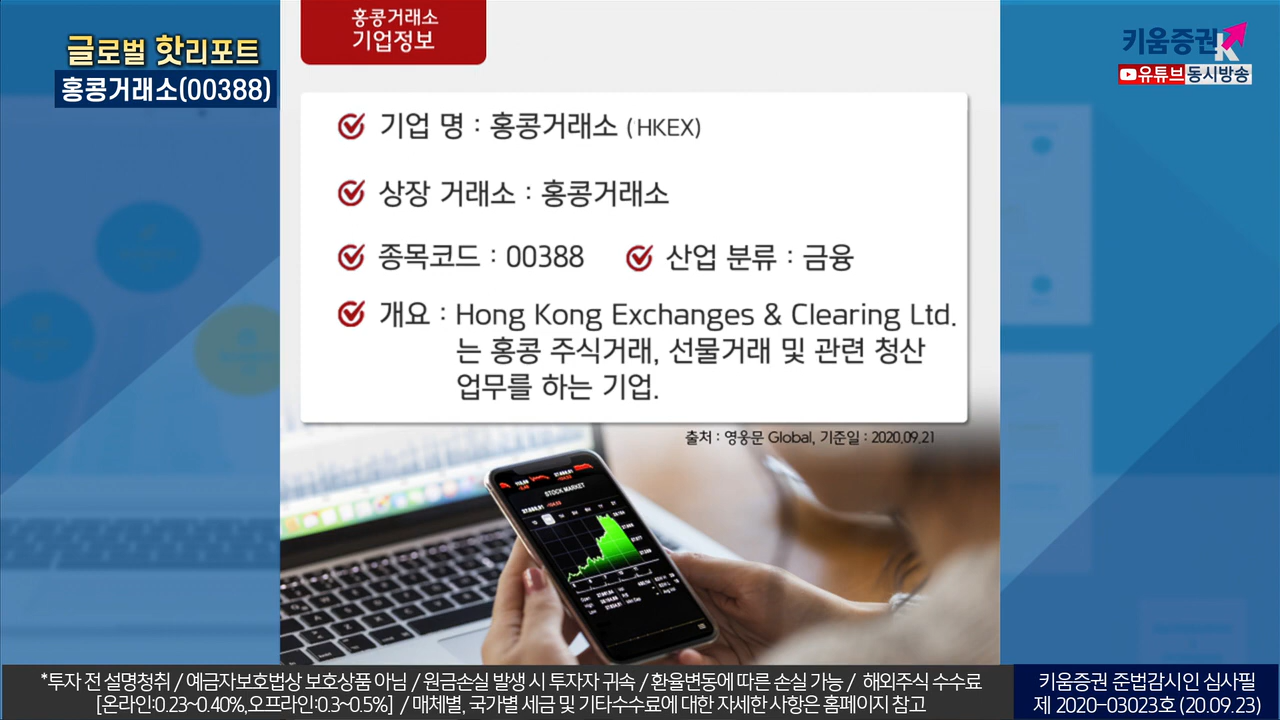 글로벌 핫리포트
홍콩거래소(00388)
홍콩거래소
기업정보
키움증권
K
유튜브 동시방송
기업 명 : 홍콩거래소 (HKEX)
상장 거래소 : 홍콩거래소
종목코드 : 00388 산업 분류 : 금융
개요 : Hong Kong Exchanges & Clearing Ltd.
는 홍콩 주식거래, 선물거래 및 관련 청산
업무를 하는 기업.
출처 : 영웅문 Global, 기준일 : 2020.09.21
STOCK MARKET
*투자 전 설명청취 / 예금자보호법상 보호상품 아님 / 원금손실 발생 시 투자자 귀속 / 환율변동에 따른 손실 가능 / 해외주식 수수료
[온라인:0.23~0.40%,오프라인:0.3~0.5%] / 매체별, 국가별 세금 및 기타수수료에 대한 자세한 사항은 홈페이지 참고
키움증권 준법감시인 심사필
제 2020-03023호 (20.09.23)